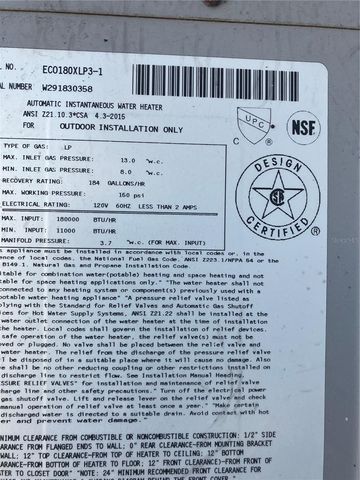 NO. ECO180XLP3-1
AL NUMBER W291830358
AUTOMATIC INSTANTANEOUS WATER HEATER
ANSI Z21.10.3*CSA 4.3-2015
FOR OUTDOOR INSTALLATION ONLY
UPC
C
NSF
DESIGN
CERTIFIED
TYPE OF GAS: LP
MAX. INLET GAS PRESSURE: 13.0 "w.c.
MIN. INLET GAS PRESSURE: 8.0 "w.c.
RECOVERY RATING: 184 GALLONS/HR
MAX. WORKING PRESSURE: 150 psi
ELECTRICAL RATING: 120V 60HZ LESS THAN 2 AMPS
MAX. INPUT: 180000 BTU/HR
MIN. INPUT: 11000 BTU/HR
MANIFOLD PRESSURE: 3.7 "w.c. (FOR MAX. INPUT)
appliance must be installed in accordance with local codes, or, in the
ence of local codes, the National Fuel Gas Code, ANSI Z223.1/NFPA 54 or the
B149.1, Natural Gas and Propane Installation Code.
itable for combination water(potable) heating and space heating and not
table for space heating application only" "The water heater shall not
connected to any heating system or component(s) previously used with a
potable water heating appliance" "A pressure relief valve listed as
plying with the Standard for Relief Valves and Automatic Gas Shutoff
ices for Hot Water Supply Systems, ANSI Z21.22 shall be installed at the
water outlet connection of the water heater at the time of installation
the heater. Local codes shall govern the installation of relief devices.
safe operation of the water heater, the relief valve(s) must not be
oved or plugged. No valve shall be placed between the relief valve and
water heater. The relief from the discharge of the pressure relief valve
l be disposed of in a suitable place where it will cause no damage. Also
e shall be no other reducing coupling or other restrictions installed on
discharge line to restrict flow. See Installation Manual Heading,
SSURE RELIEF VALVES" for installation and maintenance of relief valve
harge line and other safety precautions." Turn off the electrical power
gas shutoff valve. Lift and release lever on the relief valve and check
manual operation of relief at least once a year." "Make certain
discharged water is directed to a suitable drain. Avoid contact with hot
er and prevent water damage.
NIMUM CLEARANCE FROM COMBUSTIBLE OR NONCOMBUSTIBLE CONSTRUCTION: 1/2" SIDE
EARANCE FROM FLANGED ENDS TO WALL; 0" REAR CLEARANCE-FROM MOUNTING BRACKET
WALL; 12" TOP CLEARANCE-FROM TOP OF HEATER TO CEILING; 12" BOTTOM
EARANCE-FROM BOTTOM OF HEATER TO FLOOR; 12" FRONT CLEARANCE-FROM FRONT OF
TER TO CLOSET DOOR" "NOTE: 24" RECOMMENDED FRONT CLEARANCE FOR